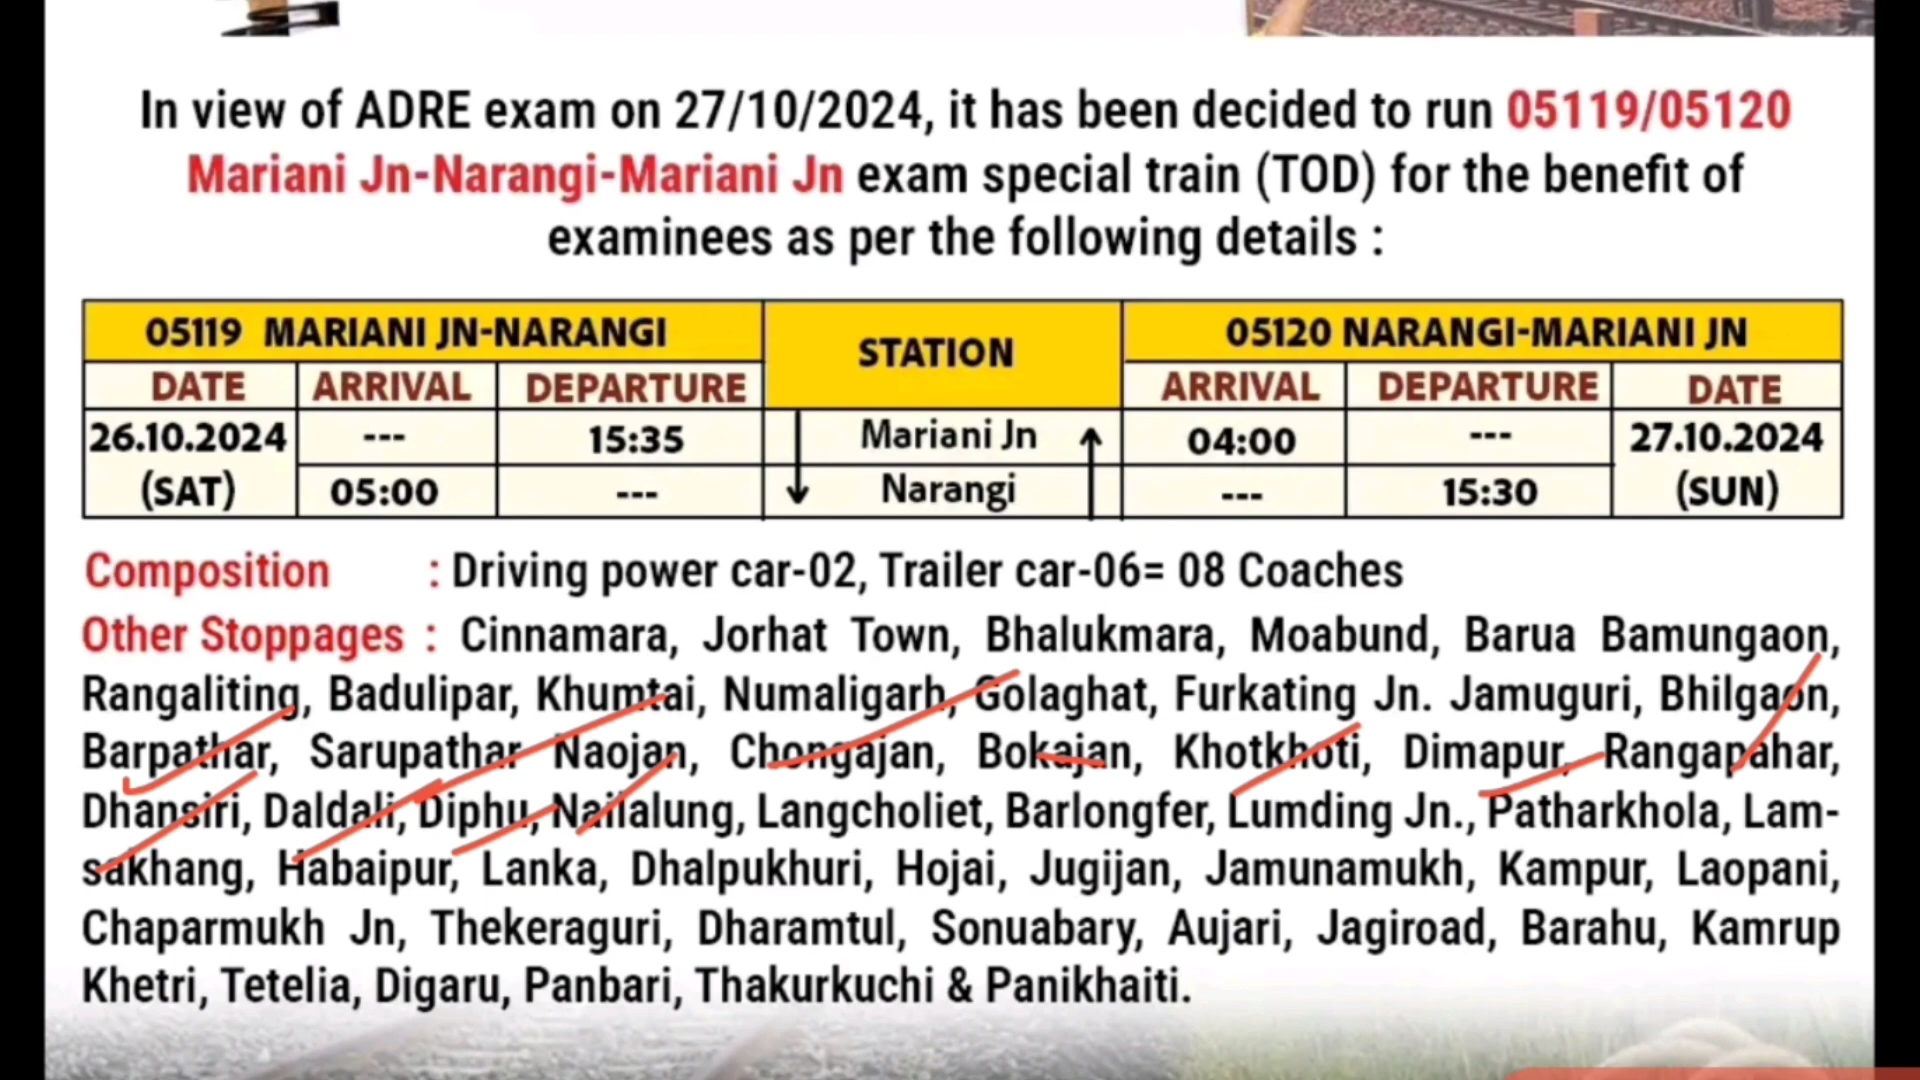 In view of ADRE exam on 27/10/2024, it has been decided to run 05119/05120
Mariani Jn-Narangi-Mariani Jn exam special train (TOD) for the benefit of
examinees as per the following details :
05119 MARIANI JN-NARANGI STATION 05120 NARANGI-MARIANI JN
DATE ARRIVAL DEPARTURE ARRIVAL DEPARTURE DATE
26.10.2024 --- 15:35 Mariani Jn 04:00 --- 27.10.2024
(SAT) 05:00 --- Narangi --- 15:30 (SUN)
Composition : Driving power car-02, Trailer car-06= 08 Coaches
Other Stoppages : Cinnamara, Jorhat Town, Bhalukmara, Moabund, Barua Bamungaon,
Rangaliting, Badulipar, Khumtai, Numaligarh, Golaghat, Furkating Jn. Jamuguri, Bhilgaon,
Barpathar, Sarupathar Naojan, Chongajan, Bokajan, Khotkhoti, Dimapur, Rangapahar,
Dhansiri, Daldali, Diphu, Nailalung, Langcholiet, Barlongfer, Lumding Jn., Patharkhola, Lam-
sakhang, Habaipur, Lanka, Dhalpukhuri, Hojai, Jugijan, Jamunamukh, Kampur, Laopani,
Chaparmukh Jn, Thekeraguri, Dharamtul, Sonuabary, Aujari, Jagiroad, Barahu, Kamrup
Khetri, Tetelia, Digaru, Panbari, Thakurkuchi & Panikhaiti.